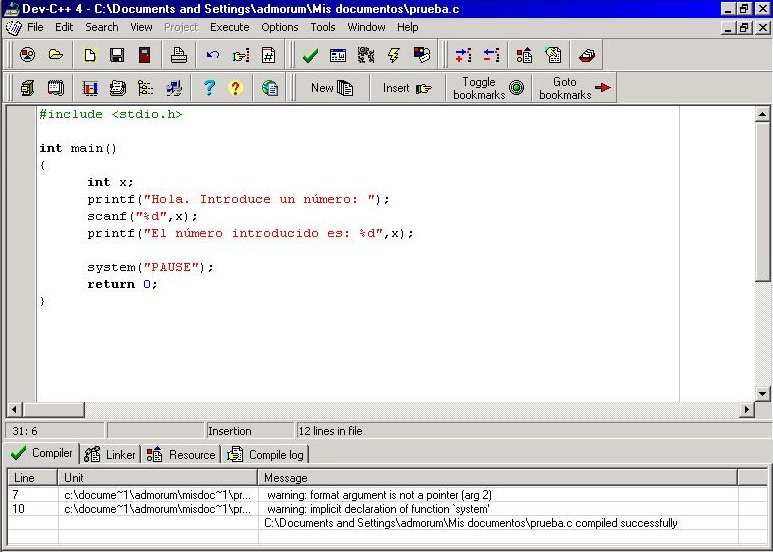 Dev-C++ 4 - C:\Documents and Settings\admorum\Mis documentos\prueba.c
File Edit Search View Project Execute Options Tools Window Help
New Insert Toggle bookmarks Goto bookmarks
#include <stdio.h>
int main()
{
int x;
printf("Hola. Introduce un número: ");
scanf("%d",x);
printf("El número introducido es: %d",x);
system("PAUSE");
return 0;
}
31: 6 Insertion 12 lines in file
Compiler Linker Resource Compile log
Line Unit Message
7 c:\docume~1\admorum\misdoc~1\pr... warning: format argument is not a pointer (arg 2)
10 c:\docume~1\admorum\misdoc~1\pr... warning: implicit declaration of function `system'
C:\Documents and Settings\admorum\Mis documentos\prueba.c compiled successfully